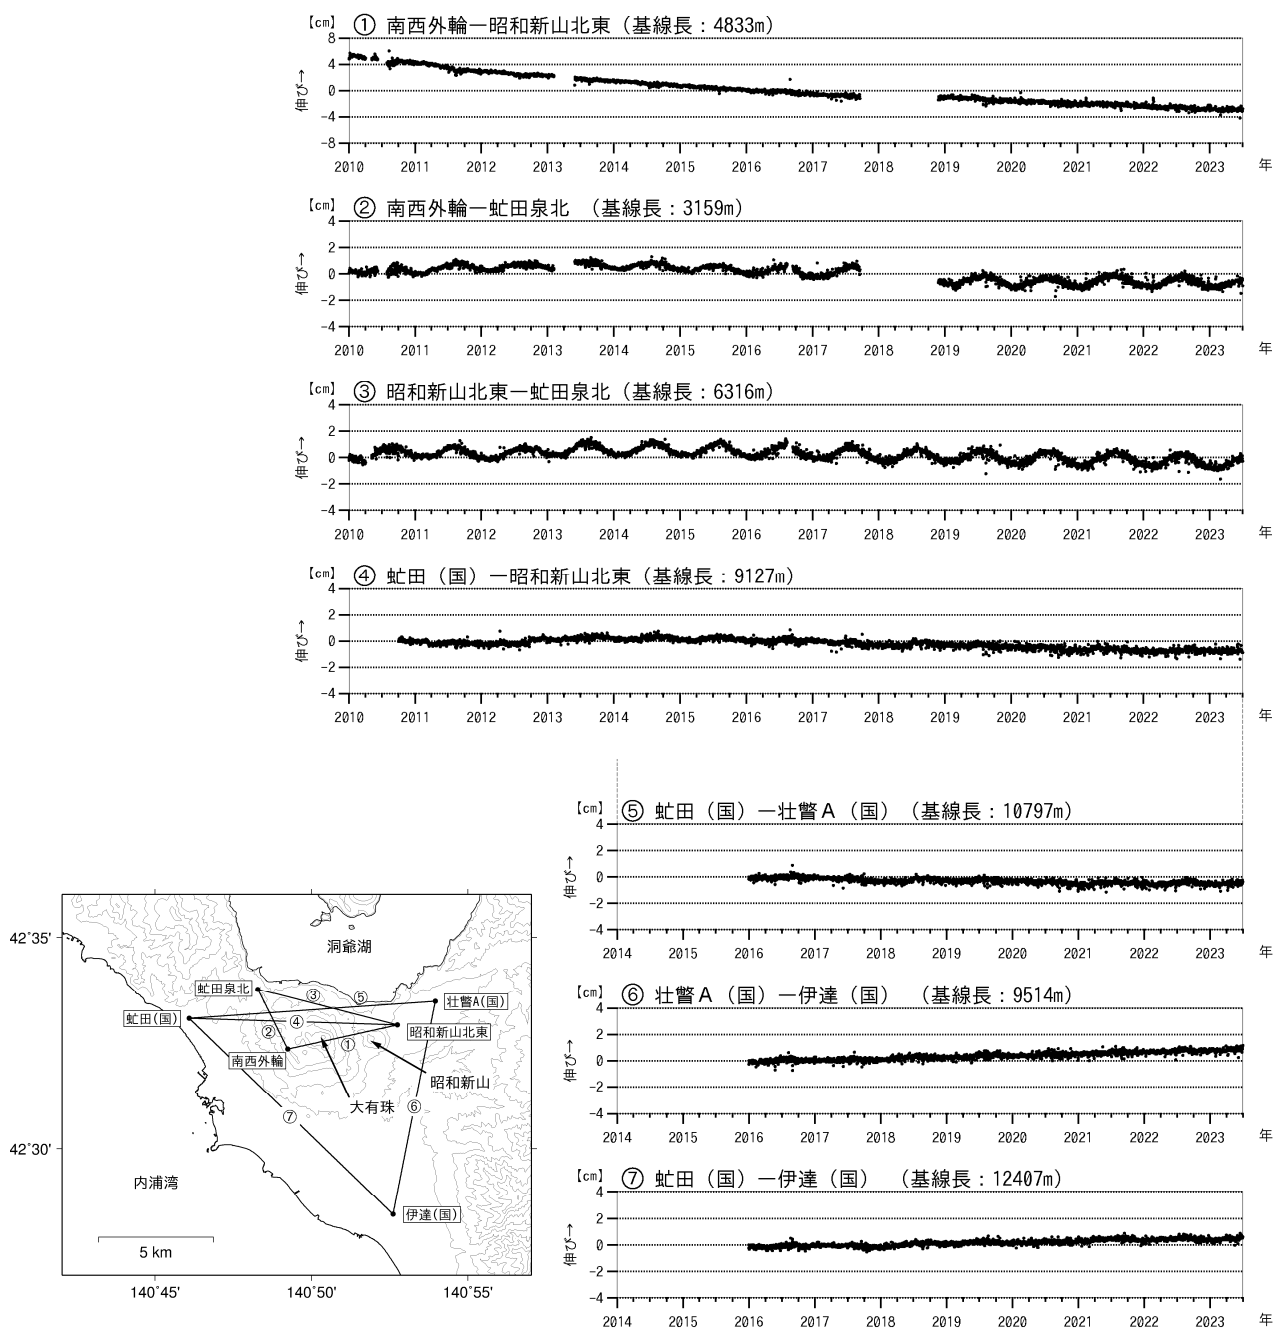 [cm] ① 南西外輪ー昭和新山北東（基線長：4833m）
8
4
0
-4
-8
伸び→
2010 2011 2012 2013 2014 2015 2016 2017 2018 2019 2020 2021 2022 2023 年
[cm] ② 南西外輪ー虻田泉北 （基線長：3159m）
4
2
0
-2
-4
伸び→
2010 2011 2012 2013 2014 2015 2016 2017 2018 2019 2020 2021 2022 2023 年
[cm] ③ 昭和新山北東ー虻田泉北（基線長：6316m）
4
2
0
-2
-4
伸び→
2010 2011 2012 2013 2014 2015 2016 2017 2018 2019 2020 2021 2022 2023 年
[cm] ④ 虻田（国）ー昭和新山北東（基線長：9127m）
4
2
0
-2
-4
伸び→
2010 2011 2012 2013 2014 2015 2016 2017 2018 2019 2020 2021 2022 2023 年
[cm] ⑤ 虻田（国）ー壮瞥Ａ（国）（基線長：10797m）
4
2
0
-2
-4
伸び→
2014 2015 2016 2017 2018 2019 2020 2021 2022 2023 年
[cm] ⑥ 壮瞥Ａ（国）ー伊達（国） （基線長：9514m）
4
2
0
-2
-4
伸び→
2014 2015 2016 2017 2018 2019 2020 2021 2022 2023 年
[cm] ⑦ 虻田（国）ー伊達（国） （基線長：12407m）
4
2
0
-2
-4
伸び→
2014 2015 2016 2017 2018 2019 2020 2021 2022 2023 年
42˚35'
42˚30'
洞爺湖
虻田泉北
③
⑤
壮瞥A(国)
虻田(国)
④
②
昭和新山北東
①
南西外輪
昭和新山
大有珠
⑥
⑦
内浦湾
伊達(国)
5 km
140˚45' 140˚50' 140˚55'